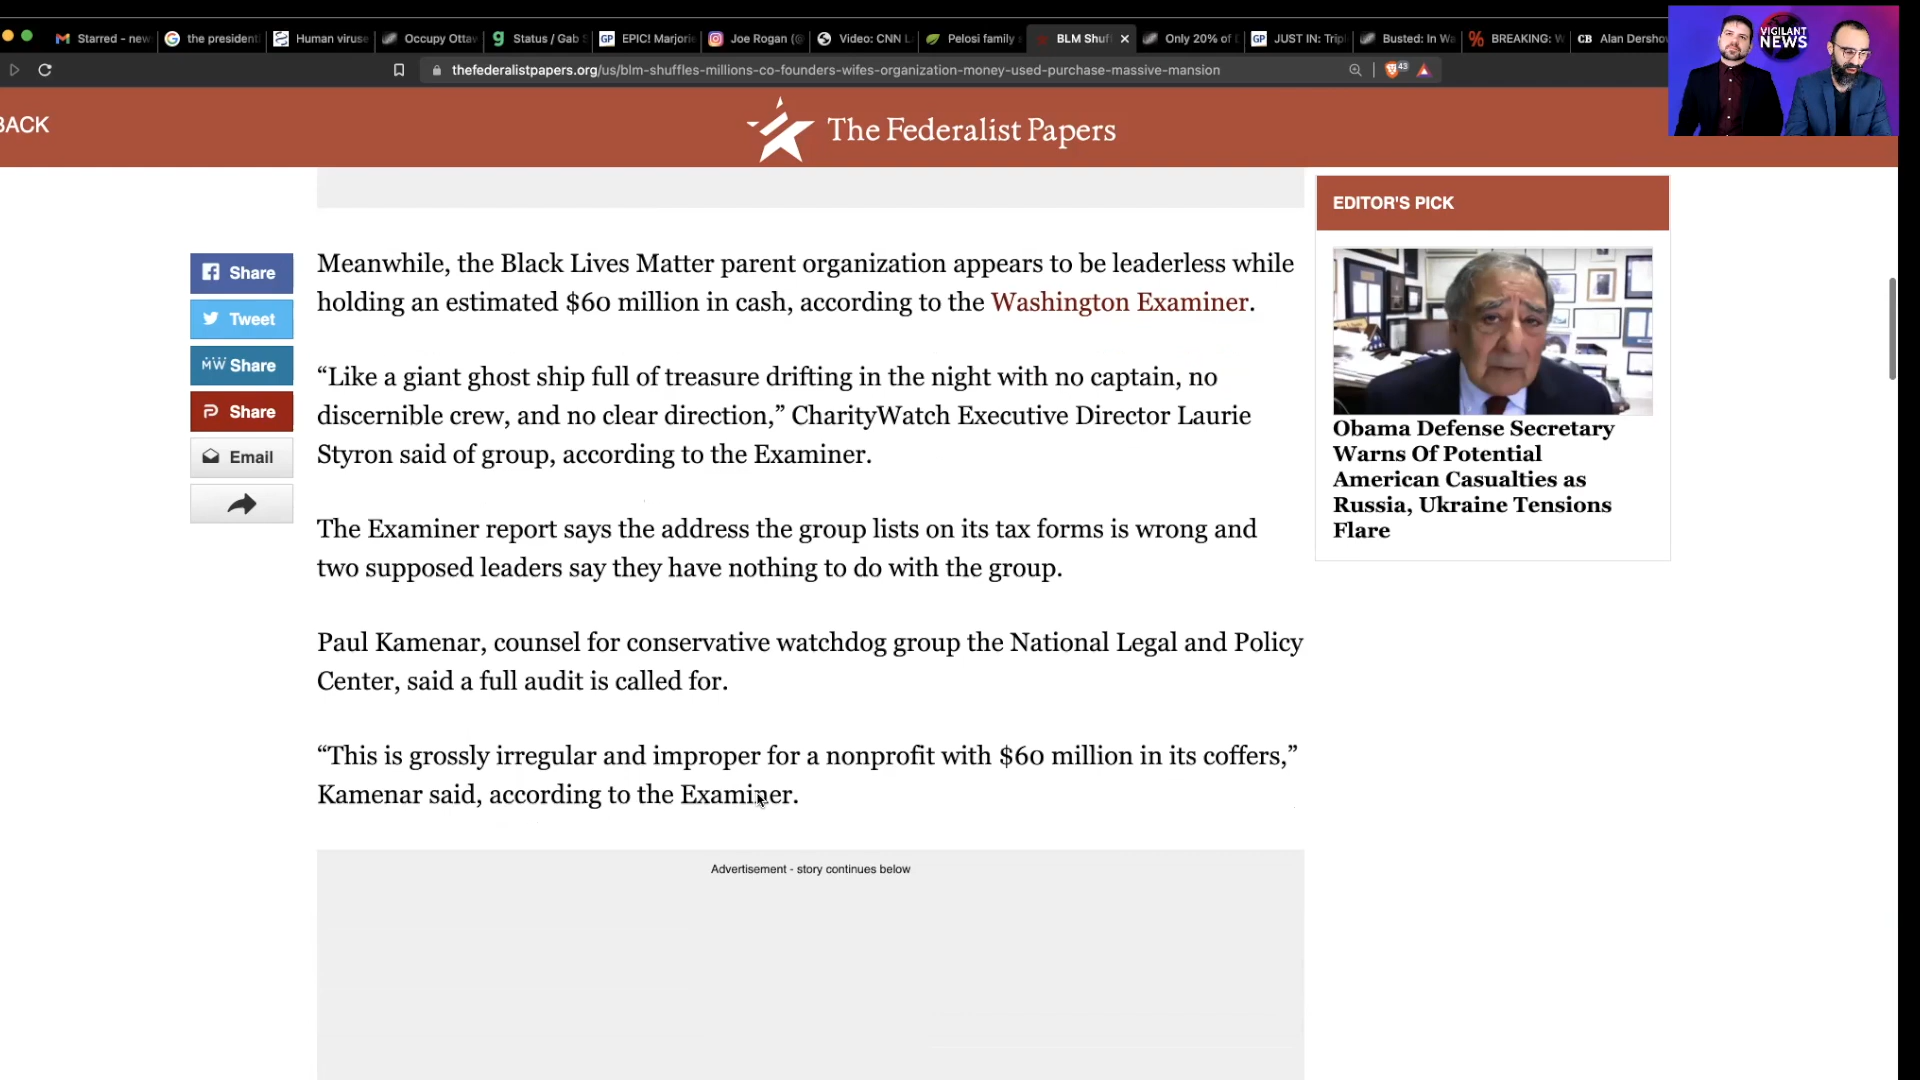 Starred - new
the president
Human viruse
Occupy Ottaw
Status / Gab
EPIC! Marjorie
Joe Rogan (@
Video: CNN L
Pelosi family
BLM Shuf
Only 20% of
JUST IN: Tripl
Busted: In Wa
BREAKING: W
CB Alan Dershow
thefederalistpapers.org/us/blm-shuffles-millions-co-founders-wifes-organization-money-used-purchase-massive-mansion
43
VIGILANT
NEWS
BACK
The Federalist Papers
Share
Tweet
MW Share
Share
Email
Meanwhile, the Black Lives Matter parent organization appears to be leaderless while
holding an estimated $60 million in cash, according to the Washington Examiner.
“Like a giant ghost ship full of treasure drifting in the night with no captain, no
discernible crew, and no clear direction,” CharityWatch Executive Director Laurie
Styron said of group, according to the Examiner.
The Examiner report says the address the group lists on its tax forms is wrong and
two supposed leaders say they have nothing to do with the group.
Paul Kamenar, counsel for conservative watchdog group the National Legal and Policy
Center, said a full audit is called for.
“This is grossly irregular and improper for a nonprofit with $60 million in its coffers,”
Kamenar said, according to the Examiner.
Advertisement - story continues below
EDITOR'S PICK
Obama Defense Secretary
Warns Of Potential
American Casualties as
Russia, Ukraine Tensions
Flare